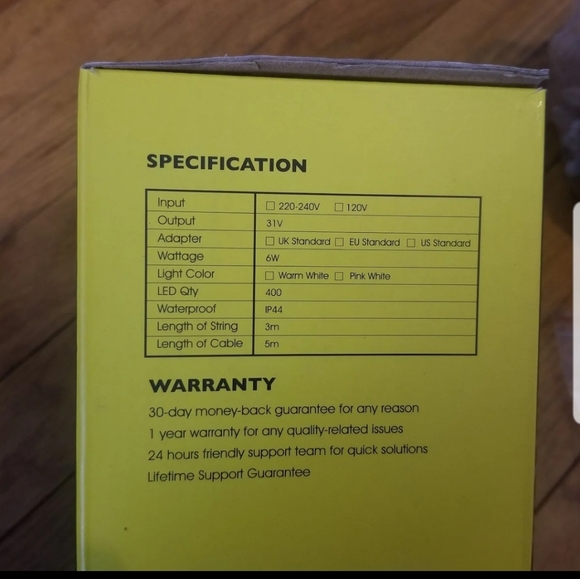 SPECIFICATION
Input ☐ 220-240V ☐ 120V
Output 31V
Adapter ☐ UK Standard ☐ EU Standard ☐ US Standard
Wattage 6W
Light Color ☐ Warm White ☐ Pink White
LED Qty 400
Waterproof IP44
Length of String 3m
Length of Cable 5m
WARRANTY
30-day money-back guarantee for any reason
1 year warranty for any quality-related issues
24 hours friendly support team for quick solutions
Lifetime Support Guarantee